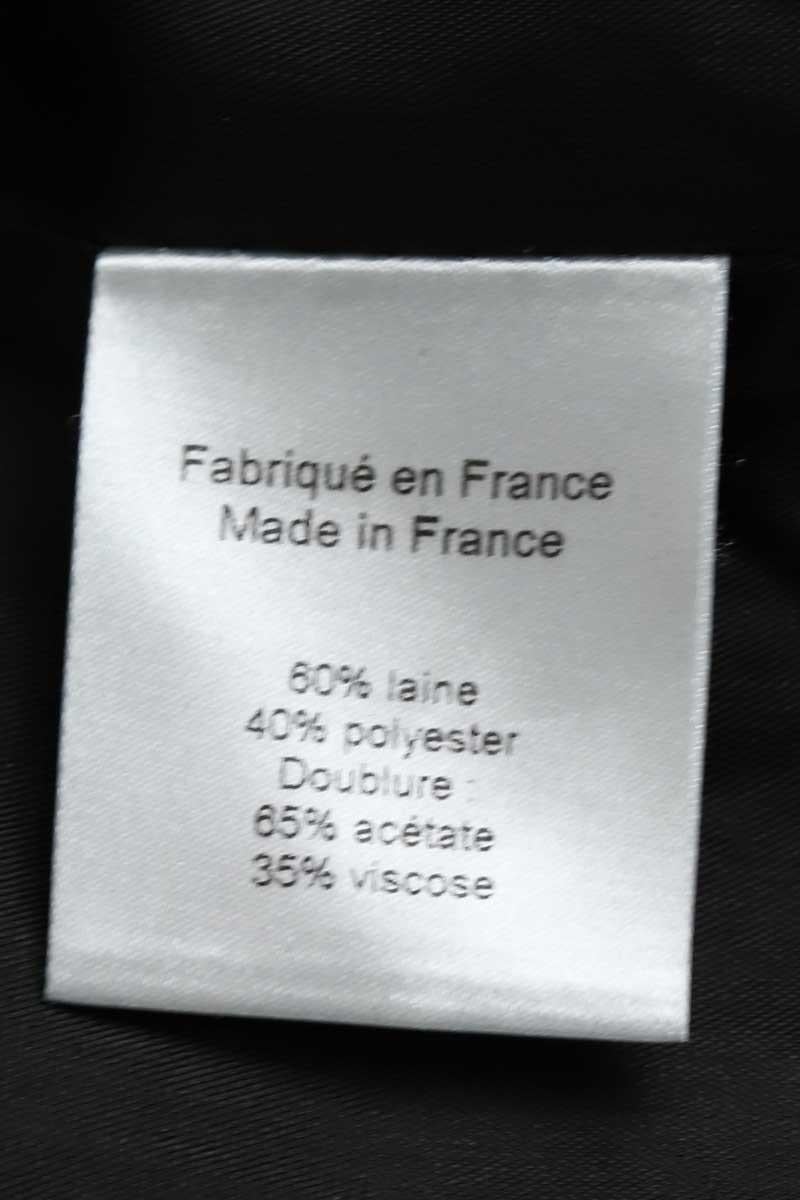 Fabriqué en France
Made in France
60% laine
40% polyester
Doublure :
65% acétate
35% viscose